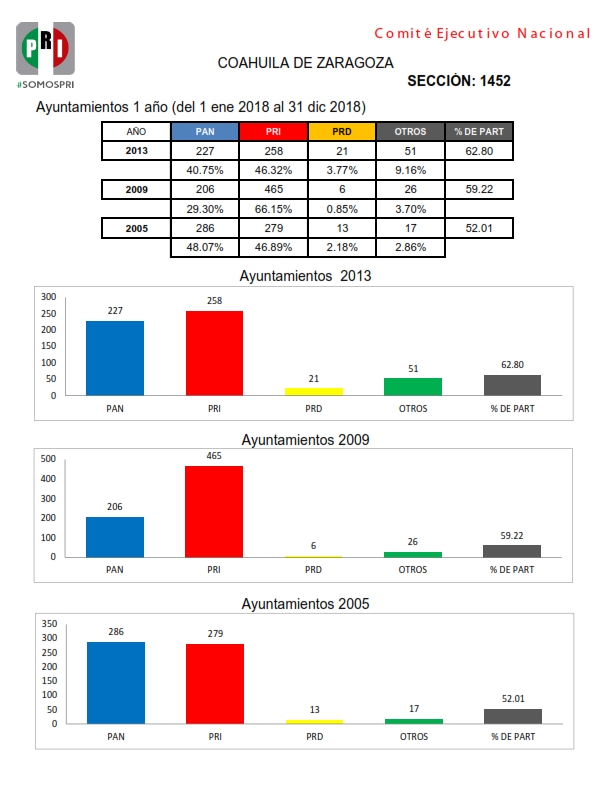 Comité Ejecutivo Nacional
PRI
#SOMOSPRI
COAHUILA DE ZARAGOZA
SECCIÓN: 1452
Ayuntamientos 1 año (del 1 ene 2018 al 31 dic 2018)
AÑO PAN PRI PRD OTROS % DE PART
2013 227 258 21 51 62.80
40.75% 46.32% 3.77% 9.16%
2009 206 465 6 26 59.22
29.30% 66.15% 0.85% 3.70%
2005 286 279 13 17 52.01
48.07% 46.89% 2.18% 2.86%
Ayuntamientos 2013
300
250
200
150
100
50
0
227
258
21
51
62.80
PAN PRI PRD OTROS % DE PART
Ayuntamientos 2009
500
400
300
200
100
0
206
465
6
26
59.22
PAN PRI PRD OTROS % DE PART
Ayuntamientos 2005
350
300
250
200
150
100
50
0
286
279
13
17
52.01
PAN PRI PRD OTROS % DE PART